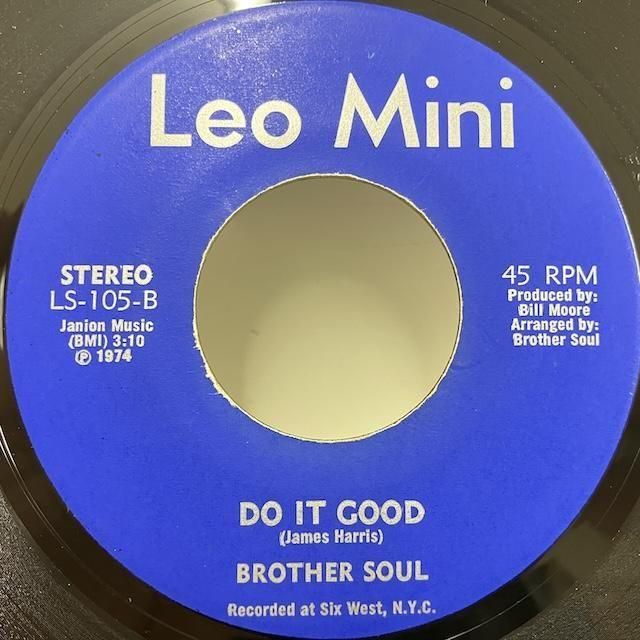 Leo Mini
STEREO
LS-105-B
Janion Music
(BMI) 3:10
℗ 1974
45 RPM
Produced by:
Bill Moore
Arranged by:
Brother Soul
DO IT GOOD
(James Harris)
BROTHER SOUL
Recorded at Six West, N.Y.C.